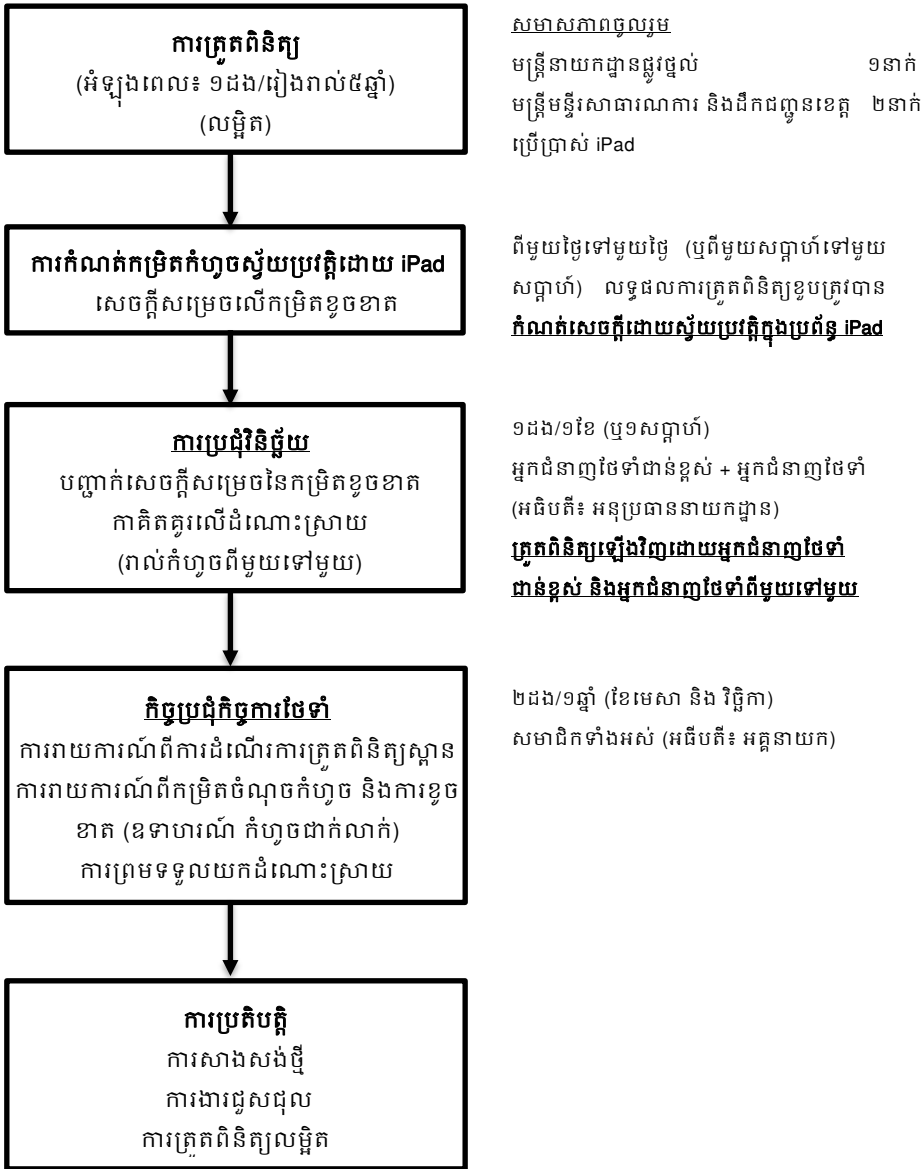 ការត្រួតពិនិត្យ
(អំឡុងពេល៖ ១ដង/រៀងរាល់៥ឆ្នាំ)
(លម្អិត)
សមាសភាពចូលរួម
មន្ត្រីនាយកដ្ឋានផ្លូវថ្នល់ ១នាក់
មន្ត្រីមន្ទីរសាធារណការ និងដឹកជញ្ជូនខេត្ត ២នាក់
ប្រើប្រាស់ iPad
ការកំណត់កម្រិតកំហូចស្វ័យប្រវត្តិដោយ iPad
សេចក្តីសម្រេចលើកម្រិតខូចខាត
ពីមួយថ្ងៃទៅមួយថ្ងៃ (ឬពីមួយសប្តាហ៍ទៅមួយ
សប្តាហ៍) លទ្ធផលការត្រួតពិនិត្យខួបត្រូវបាន
កំណត់សេចក្តីដោយស្វ័យប្រវត្តិក្នុងប្រព័ន្ធ iPad
ការប្រជុំវិនិច្ឆ័យ
បញ្ជាក់សេចក្តីសម្រេចនៃកម្រិតខូចខាត
កាគិតគូរលើដំណោះស្រាយ
(រាល់កំហូចពីមួយទៅមួយ)
១ដង/១ខែ (ឬ១សប្តាហ៍)
អ្នកជំនាញថែទាំជាន់ខ្ពស់ + អ្នកជំនាញថែទាំ
(អធិបតី៖ អនុប្រធាននាយកដ្ឋាន)
ត្រួតពិនិត្យឡើងវិញដោយអ្នកជំនាញថែទាំ
ជាន់ខ្ពស់ និងអ្នកជំនាញថែទាំពីមួយទៅមួយ
កិច្ចប្រជុំកិច្ចការថែទាំ
ការរាយការណ៍ពីការដំណើរការត្រួតពិនិត្យស្ពាន
ការរាយការណ៍ពីកម្រិតចំណុចកំហូច និងការខូច
ខាត (ឧទាហរណ៍ កំហូចជាក់លាក់)
ការព្រមទទួលយកដំណោះស្រាយ
២ដង/១ឆ្នាំ (ខែមេសា និង វិច្ឆិកា)
សមាជិកទាំងអស់ (អធីបតី៖ អគ្គនាយក)
ការប្រតិបត្តិ
ការសាងសង់ថ្មី
ការងារជួសជុល
ការត្រួតពិនិត្យលម្អិត